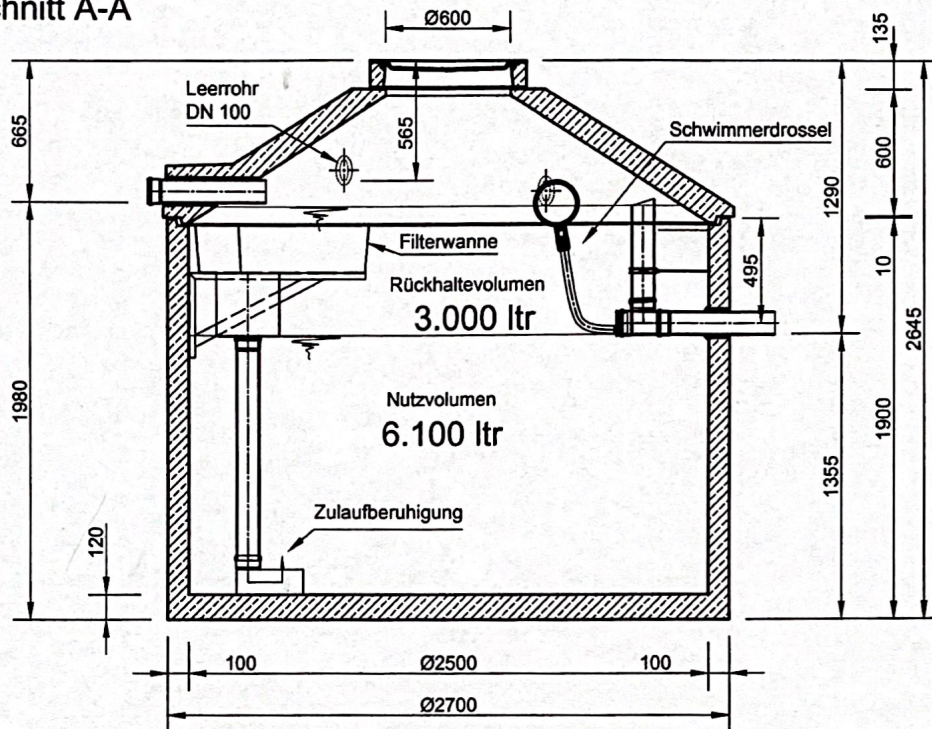 chnitt A-A
Ø600
135
Leerrohr
DN 100
665
565
Schwimmerdrossel
600
1290
Filterwanne
Rückhaltevolumen
3.000 ltr
495
10
2645
1980
Nutzvolumen
6.100 ltr
1900
1355
Zulaufberuhigung
120
100
Ø2500
100
Ø2700